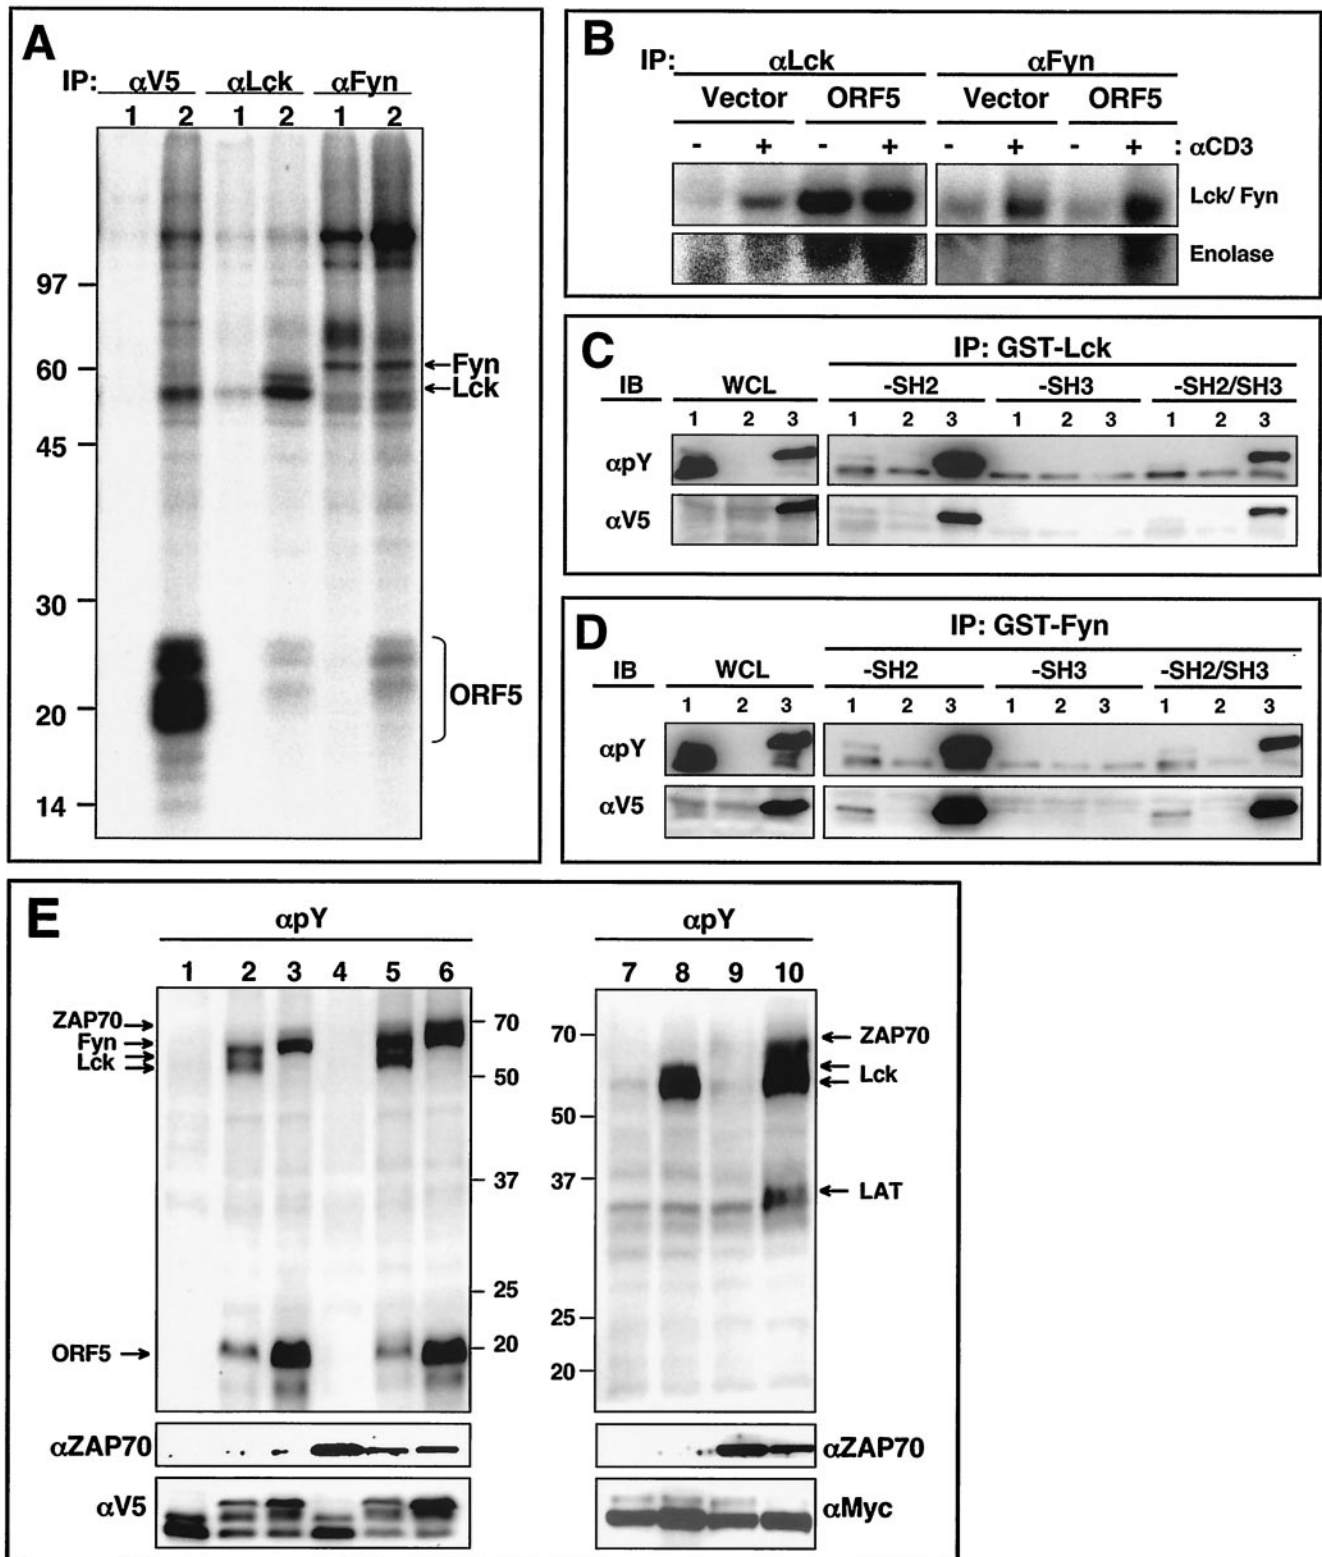 A
IP: αV5 αLck αFyn
1 2 1 2 1 2
97
60
45
30
20
14
←Fyn
←Lck
ORF5
B
IP: αLck αFyn
Vector ORF5 Vector ORF5
- + - + - + - + : αCD3
Lck/ Fyn
Enolase
C
IP: GST-Lck
IB WCL -SH2 -SH3 -SH2/SH3
1 2 3 1 2 3 1 2 3 1 2 3
αpY
αV5
D
IP: GST-Fyn
IB WCL -SH2 -SH3 -SH2/SH3
1 2 3 1 2 3 1 2 3 1 2 3
αpY
αV5
E
αpY
1 2 3 4 5 6
ZAP70→
Fyn→
Lck→
ORF5 →
70
50
37
25
20
αZAP70
αV5
αpY
7 8 9 10
70
50
37
25
20
← ZAP70
← Lck
← LAT
αZAP70
αMyc